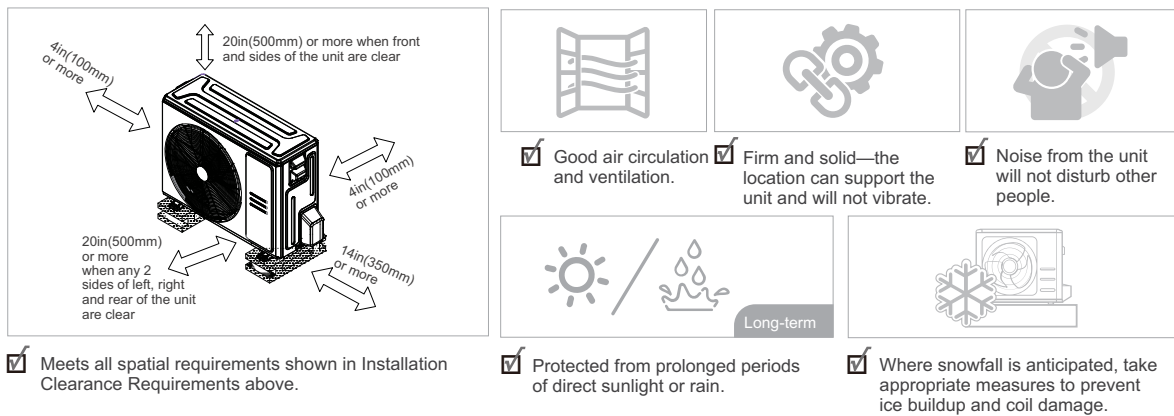 20in(500mm) or more when front
and sides of the unit are clear
4in(100mm)
or more
4in(100mm)
or more
20in(500mm)
or more
when any 2
sides of left, right
and rear of the unit
are clear
14in(350mm)
or more
Meets all spatial requirements shown in Installation
Clearance Requirements above.
Good air circulation
and ventilation.
Firm and solid—the
location can support the
unit and will not vibrate.
Noise from the unit
will not disturb other
people.
Long-term
Protected from prolonged periods
of direct sunlight or rain.
Where snowfall is anticipated, take
appropriate measures to prevent
ice buildup and coil damage.